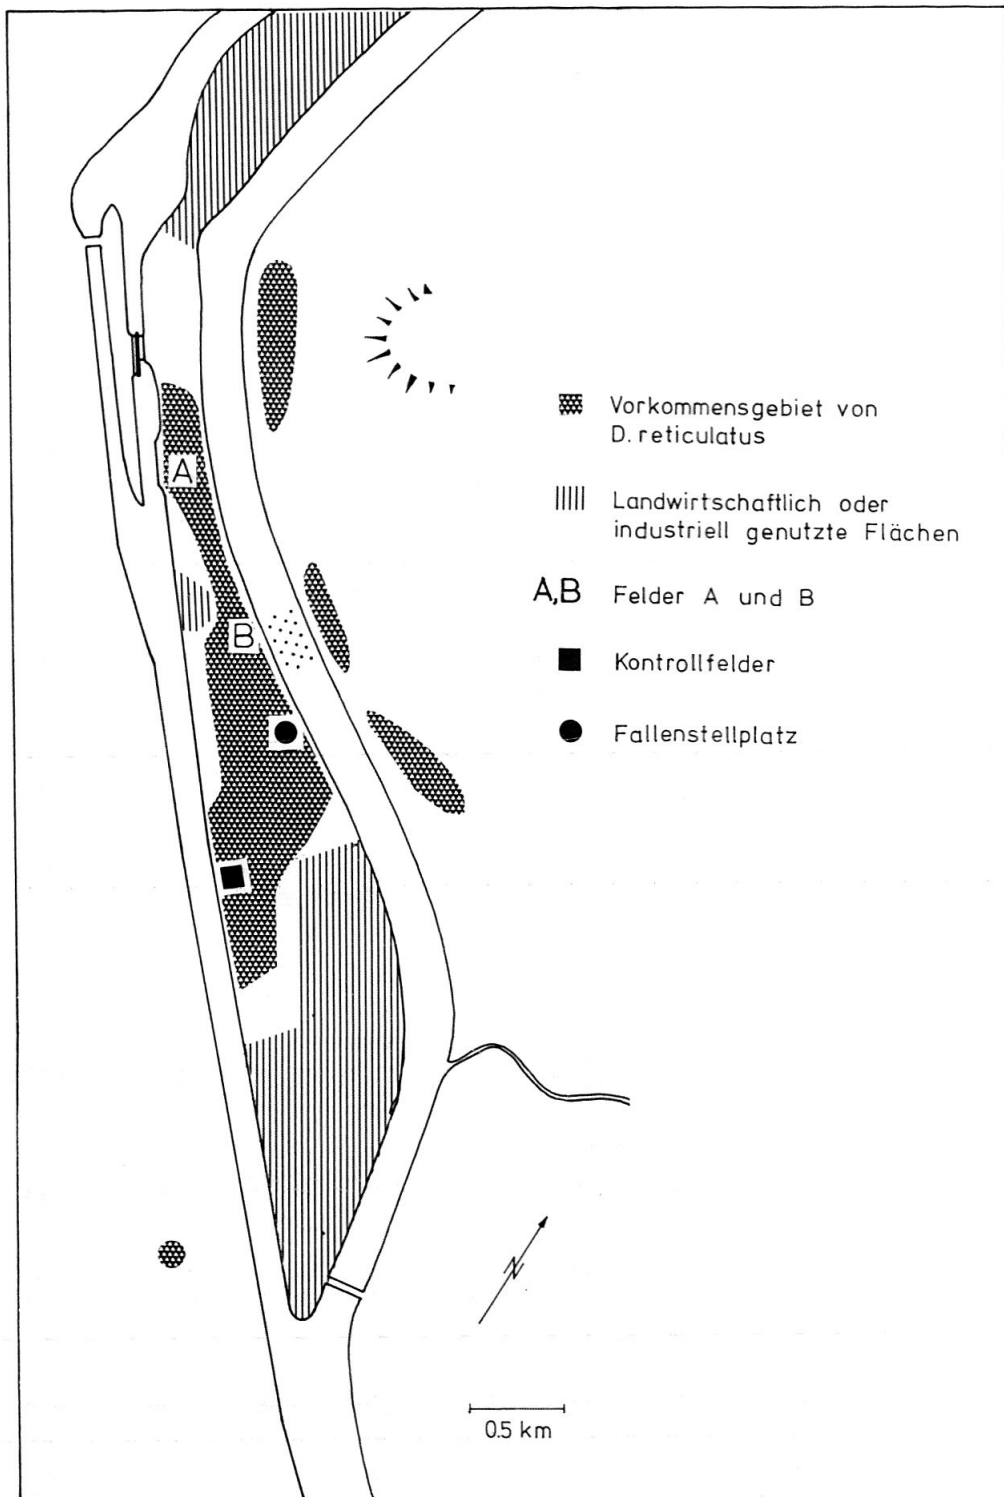 A
B
Vorkommensgebiet von
D. reticulatus
Landwirtschaftlich oder
industriell genutzte Flächen
A,B Felder A und B
Kontrollfelder
Fallenstellplatz
N
0.5 km